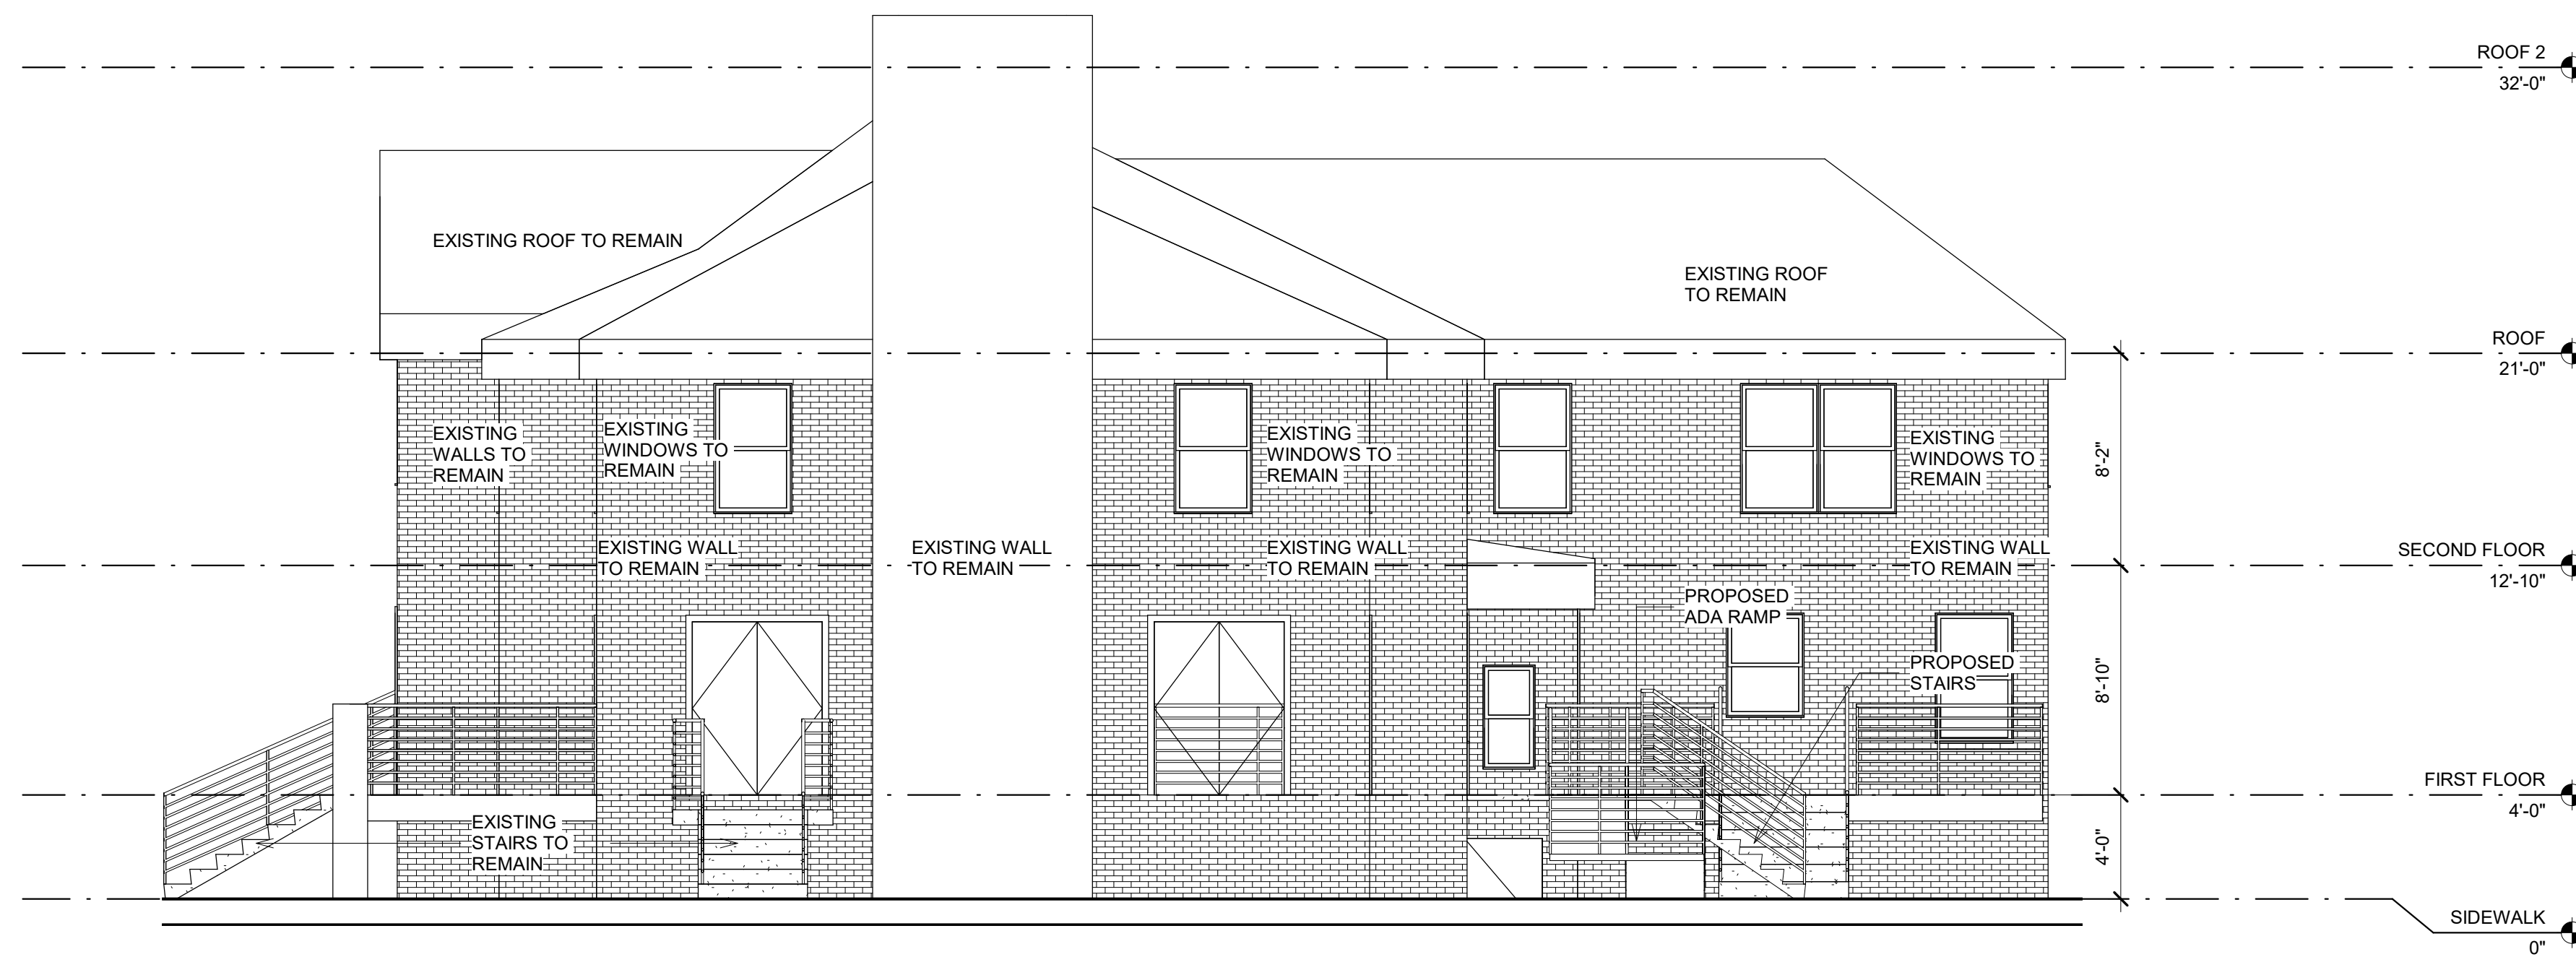 ROOF 2
32'-0"
EXISTING ROOF TO REMAIN
EXISTING ROOF
TO REMAIN
ROOF
21'-0"
EXISTING
WALLS TO
REMAIN
EXISTING
WINDOWS TO
REMAIN
EXISTING
WINDOWS TO
REMAIN
EXISTING
WINDOWS TO
REMAIN
8'-2"
EXISTING WALL
TO REMAIN
EXISTING WALL
TO REMAIN
EXISTING WALL
TO REMAIN
EXISTING WALL
TO REMAIN
SECOND FLOOR
12'-10"
PROPOSED
ADA RAMP
PROPOSED
STAIRS
8'-10"
FIRST FLOOR
4'-0"
EXISTING
STAIRS TO
REMAIN
4'-0"
SIDEWALK
0"